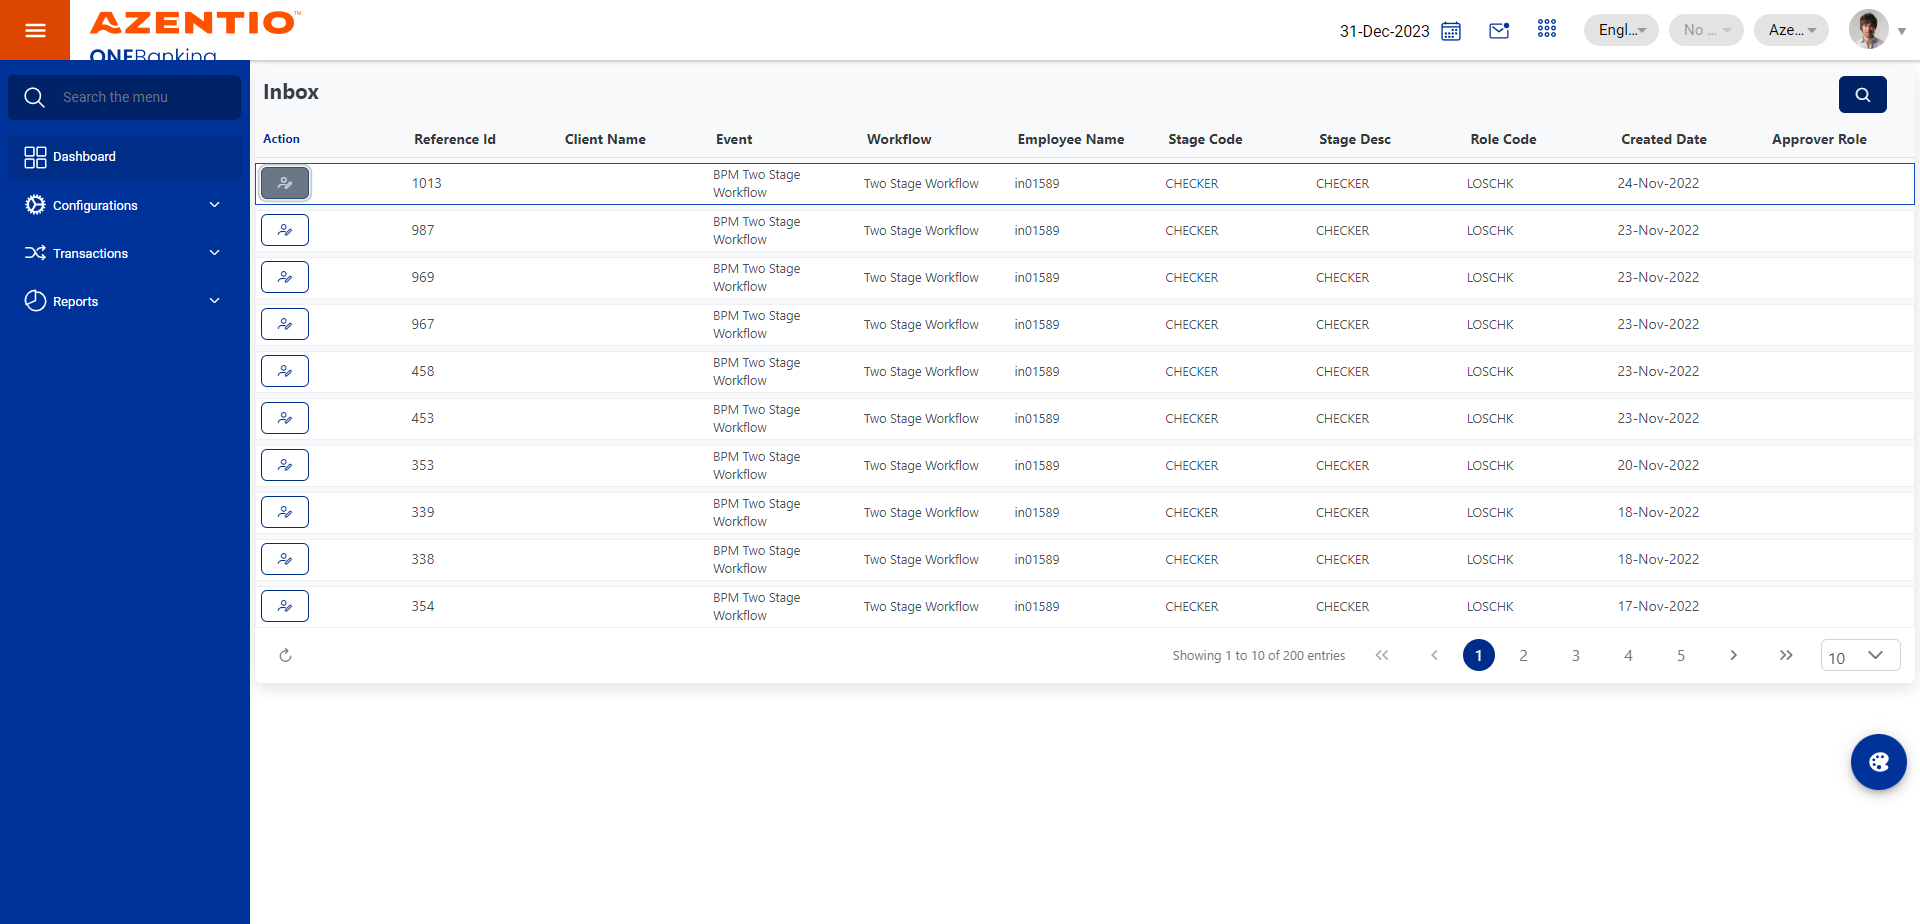 AZENTIO™
ONEBanking
31-Dec-2023
Engl...
No ...
Aze...
Search the menu
Dashboard
Configurations
Transactions
Reports
Inbox
Action Reference Id Client Name Event Workflow Employee Name Stage Code Stage Desc Role Code Created Date Approver Role
1013 BPM Two Stage Workflow Two Stage Workflow in01589 CHECKER CHECKER LOSCHK 24-Nov-2022
987 BPM Two Stage Workflow Two Stage Workflow in01589 CHECKER CHECKER LOSCHK 23-Nov-2022
969 BPM Two Stage Workflow Two Stage Workflow in01589 CHECKER CHECKER LOSCHK 23-Nov-2022
967 BPM Two Stage Workflow Two Stage Workflow in01589 CHECKER CHECKER LOSCHK 23-Nov-2022
458 BPM Two Stage Workflow Two Stage Workflow in01589 CHECKER CHECKER LOSCHK 23-Nov-2022
453 BPM Two Stage Workflow Two Stage Workflow in01589 CHECKER CHECKER LOSCHK 23-Nov-2022
353 BPM Two Stage Workflow Two Stage Workflow in01589 CHECKER CHECKER LOSCHK 20-Nov-2022
339 BPM Two Stage Workflow Two Stage Workflow in01589 CHECKER CHECKER LOSCHK 18-Nov-2022
338 BPM Two Stage Workflow Two Stage Workflow in01589 CHECKER CHECKER LOSCHK 18-Nov-2022
354 BPM Two Stage Workflow Two Stage Workflow in01589 CHECKER CHECKER LOSCHK 17-Nov-2022
Showing 1 to 10 of 200 entries 1 2 3 4 5 10